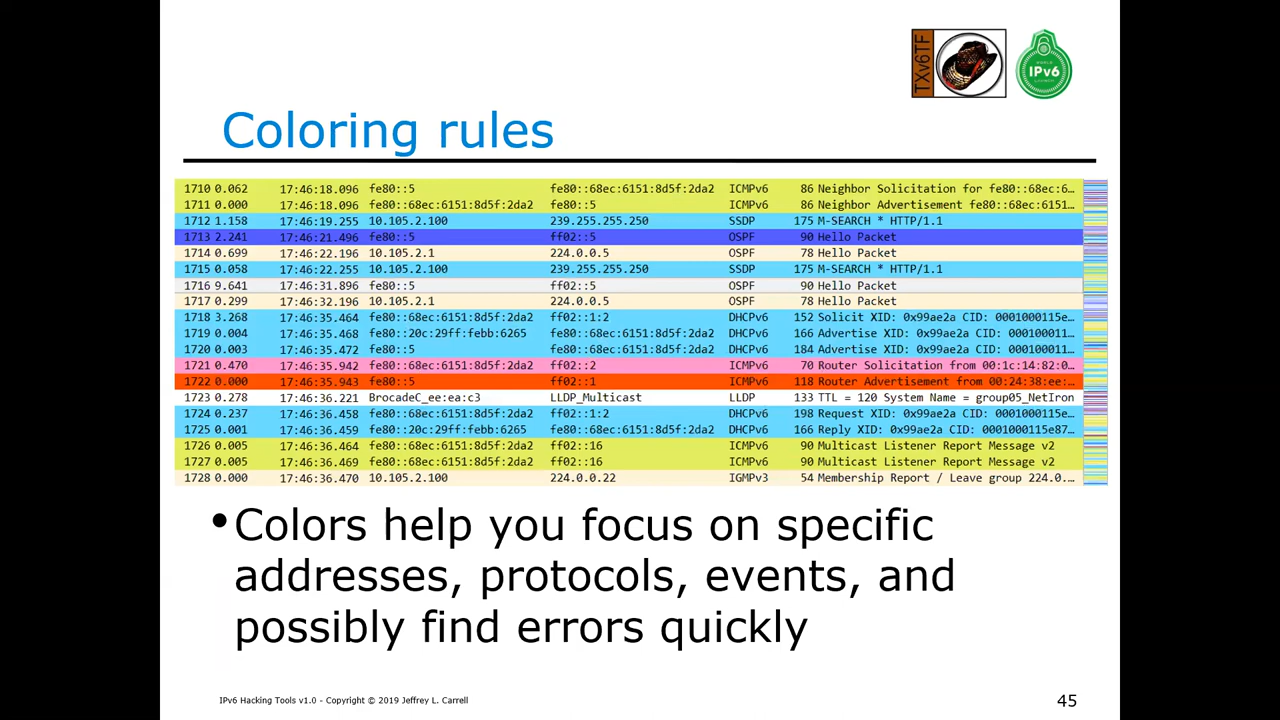 TXv6TF
WORLD
IPv6
LAUNCH
Coloring rules
1710 0.062 17:46:18.096 fe80::5 fe80::68ec:6151:8d5f:2da2 ICMPv6 86 Neighbor Solicitation for fe80::68ec:6…
1711 0.000 17:46:18.096 fe80::68ec:6151:8d5f:2da2 fe80::5 ICMPv6 86 Neighbor Advertisement fe80::68ec:6151…
1712 1.158 17:46:19.255 10.105.2.100 239.255.255.250 SSDP 175 M-SEARCH * HTTP/1.1
1713 2.241 17:46:21.496 fe80::5 ff02::5 OSPF 90 Hello Packet
1714 0.699 17:46:22.196 10.105.2.1 224.0.0.5 OSPF 78 Hello Packet
1715 0.058 17:46:22.255 10.105.2.100 239.255.255.250 SSDP 175 M-SEARCH * HTTP/1.1
1716 9.641 17:46:31.896 fe80::5 ff02::5 OSPF 90 Hello Packet
1717 0.299 17:46:32.196 10.105.2.1 224.0.0.5 OSPF 78 Hello Packet
1718 3.268 17:46:35.464 fe80::68ec:6151:8d5f:2da2 ff02::1:2 DHCPv6 152 Solicit XID: 0x99ae2a CID: 0001000115e…
1719 0.004 17:46:35.468 fe80::20c:29ff:febb:6265 fe80::68ec:6151:8d5f:2da2 DHCPv6 166 Advertise XID: 0x99ae2a CID: 000100011…
1720 0.003 17:46:35.472 fe80::5 fe80::68ec:6151:8d5f:2da2 DHCPv6 184 Advertise XID: 0x99ae2a CID: 000100011…
1721 0.470 17:46:35.942 fe80::68ec:6151:8d5f:2da2 ff02::2 ICMPv6 70 Router Solicitation from 00:1c:14:82:0…
1722 0.000 17:46:35.943 fe80::5 ff02::1 ICMPv6 118 Router Advertisement from 00:24:38:ee:…
1723 0.278 17:46:36.221 BrocadeC_ee:ea:c3 LLDP_Multicast LLDP 133 TTL = 120 System Name = group05_NetIron
1724 0.237 17:46:36.458 fe80::68ec:6151:8d5f:2da2 ff02::1:2 DHCPv6 198 Request XID: 0x99ae2a CID: 0001000115e…
1725 0.001 17:46:36.459 fe80::20c:29ff:febb:6265 fe80::68ec:6151:8d5f:2da2 DHCPv6 166 Reply XID: 0x99ae2a CID: 0001000115e87…
1726 0.005 17:46:36.464 fe80::68ec:6151:8d5f:2da2 ff02::16 ICMPv6 90 Multicast Listener Report Message v2
1727 0.005 17:46:36.469 fe80::68ec:6151:8d5f:2da2 ff02::16 ICMPv6 90 Multicast Listener Report Message v2
1728 0.000 17:46:36.470 10.105.2.100 224.0.0.22 IGMPv3 54 Membership Report / Leave group 224.0.…
•Colors help you focus on specific
addresses, protocols, events, and
possibly find errors quickly
IPv6 Hacking Tools v1.0 - Copyright © 2019 Jeffrey L. Carrell
45